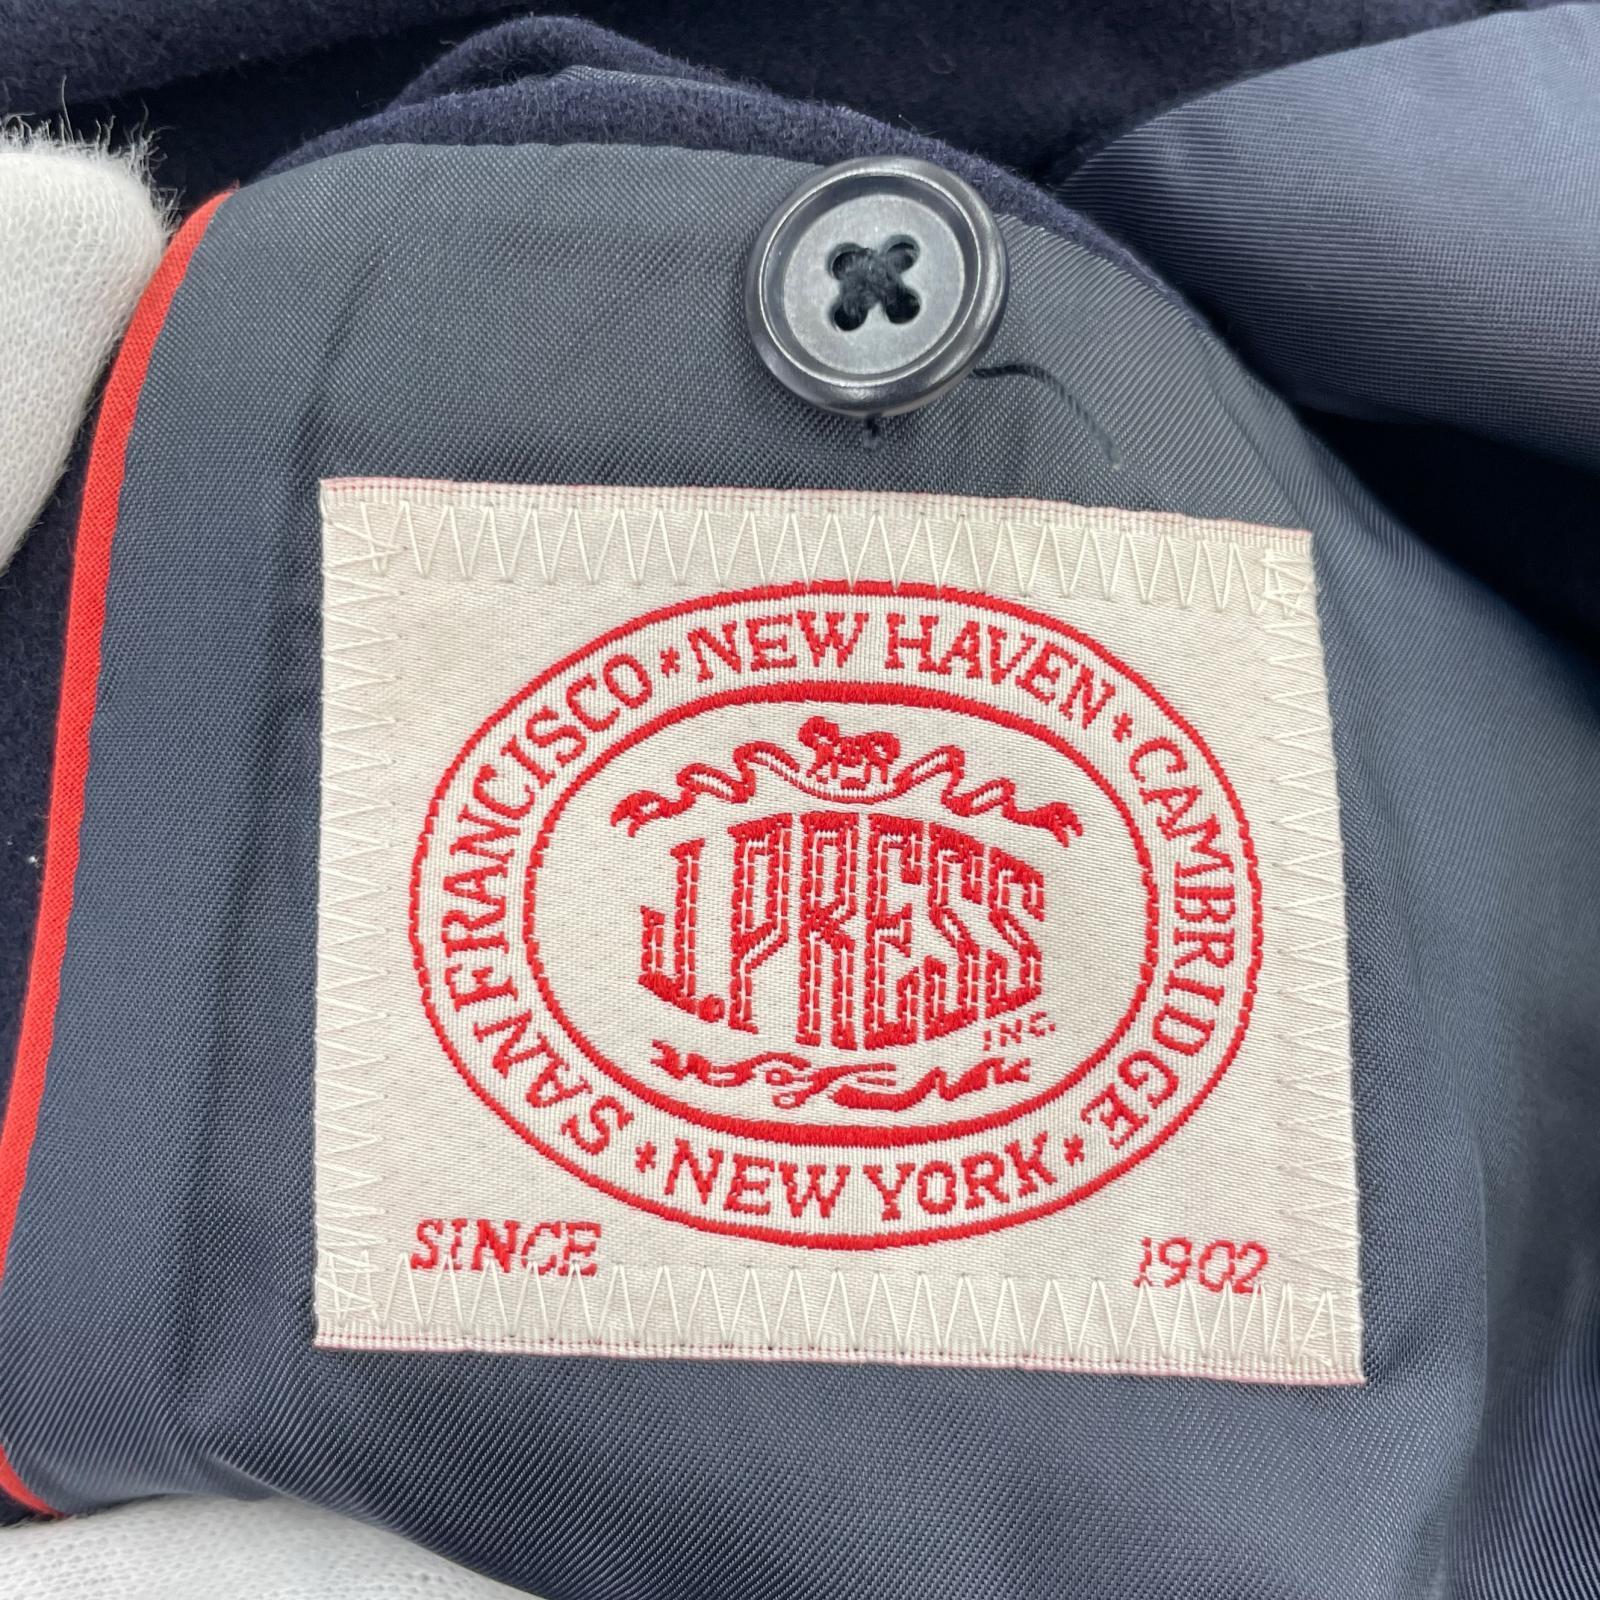 SAN FRANCISCO * NEW HAVEN * CAMBRIDGE * NEW YORK *
J.PRESS
INC.
SINCE 1902